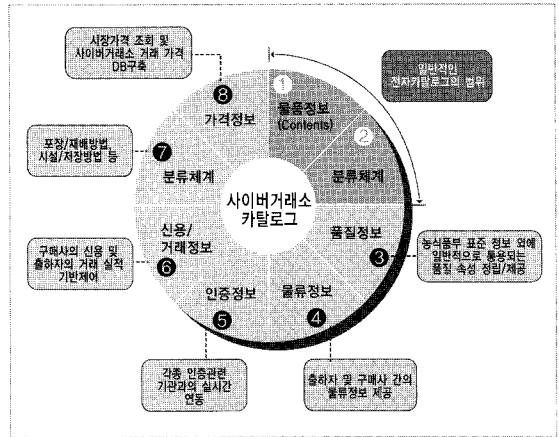 시장가격 조회 및
사이버거래소 거래 가격
DB구축
일반적인
전자카탈로그의 범위
❽
가격정보
①
물품정보
(Contents)
②
분류체계
포장/재배방법,
시설/저장방법 등
❼
분류체계
사이버거래소
카탈로그
품질정보
❸
농식품부 표준 정보 외에
일반적으로 통용되는
품질 속성 정립/제공
구매사의 신용 및
출하자의 거래 실적
기반제어
신용/
거래정보
❻
인증정보
❺
물류정보
❹
각종 인증관련
기관과의 실시간
연동
출하자 및 구매사 간의
물류정보 제공